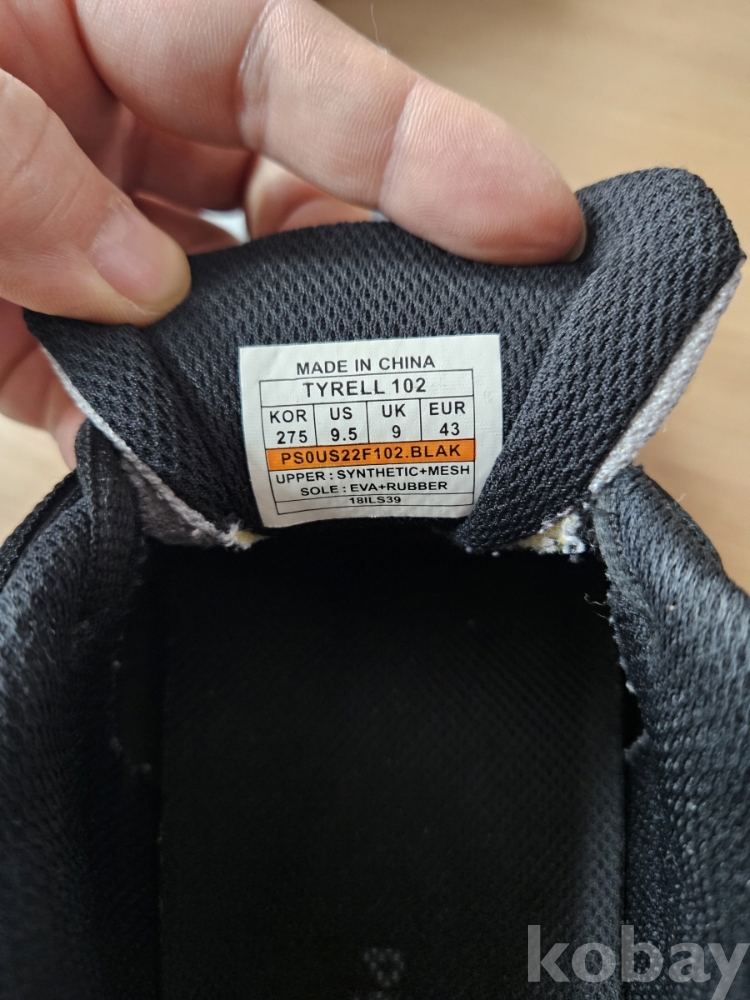 MADE IN CHINA
TYRELL 102
KOR US UK EUR
275 9.5 9 43
PS0US22F102.BLAK
UPPER : SYNTHETIC+MESH
SOLE : EVA+RUBBER
18ILS39
kobay